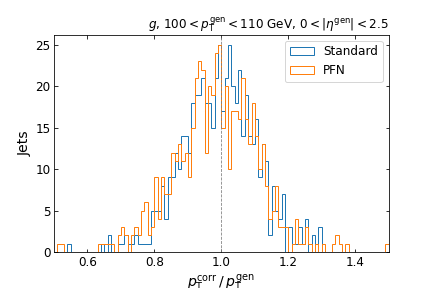 g, 100 < p_T^gen < 110 GeV, 0 < |η^gen| < 2.5
Standard
PFN
25
20
15
10
5
0
Jets
0.6 0.8 1.0 1.2 1.4
p_T^corr / p_T^gen